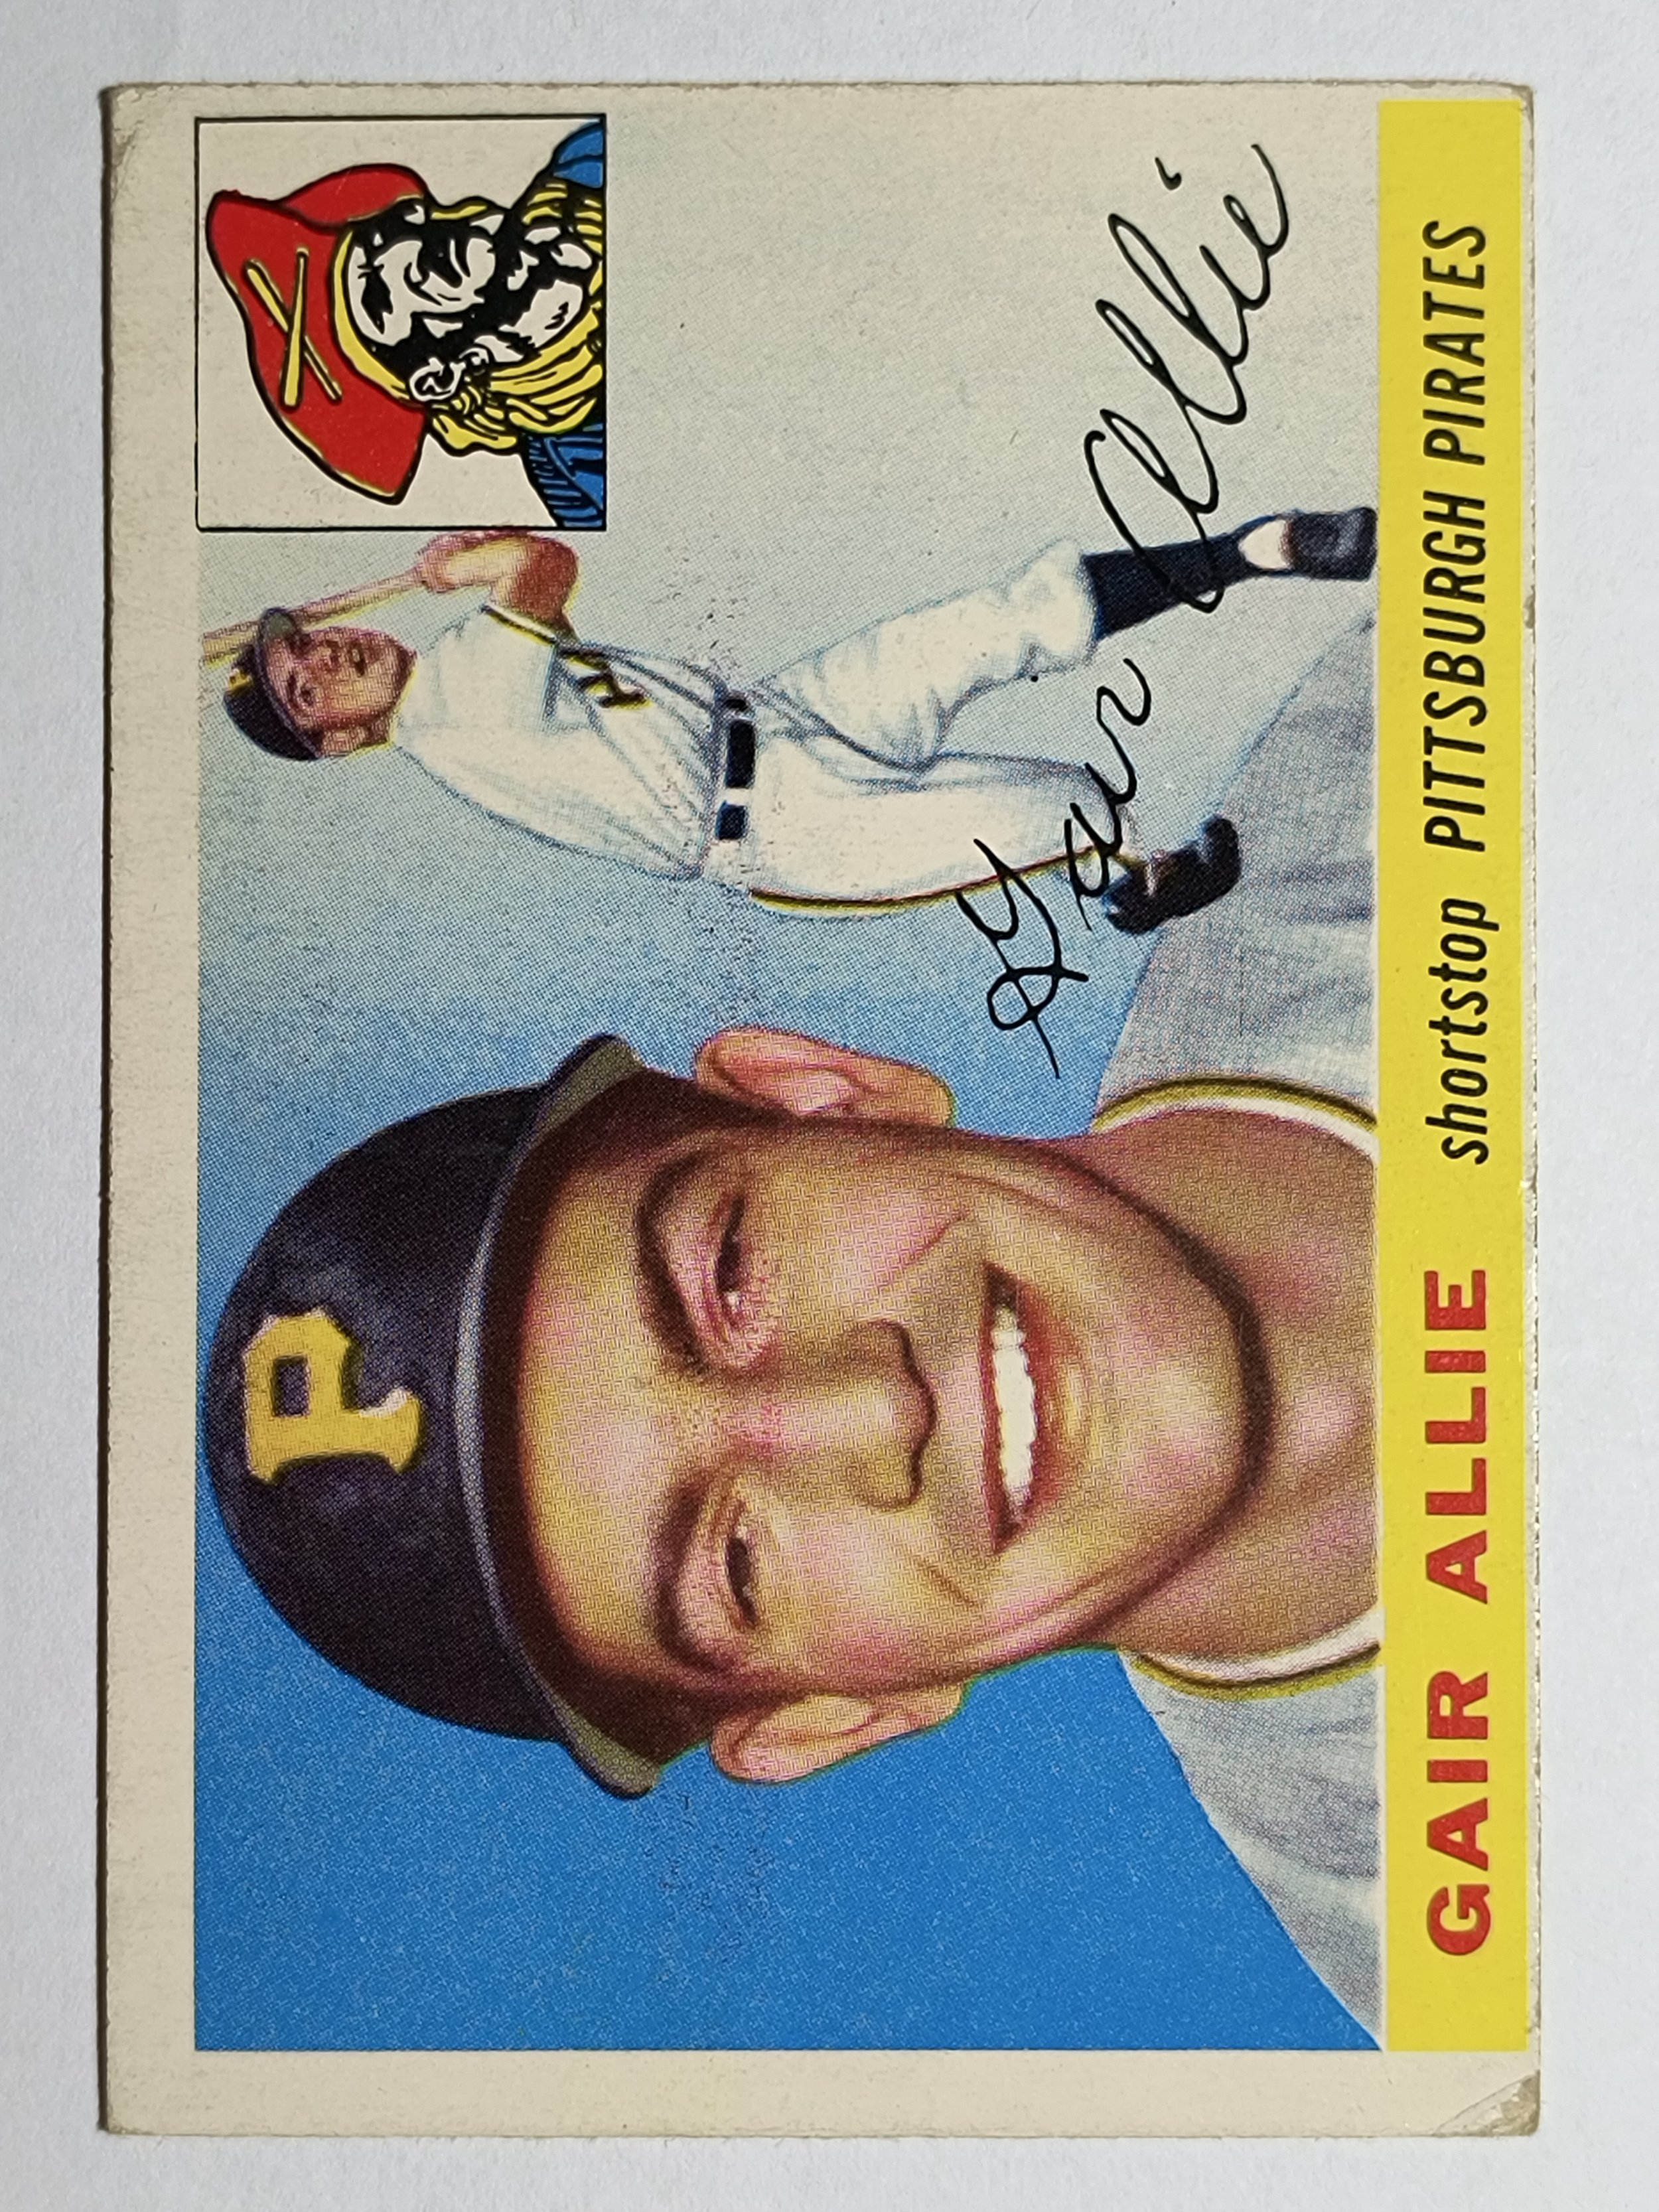 P
Gair Allie
GAIR ALLIE shortstop PITTSBURGH PIRATES